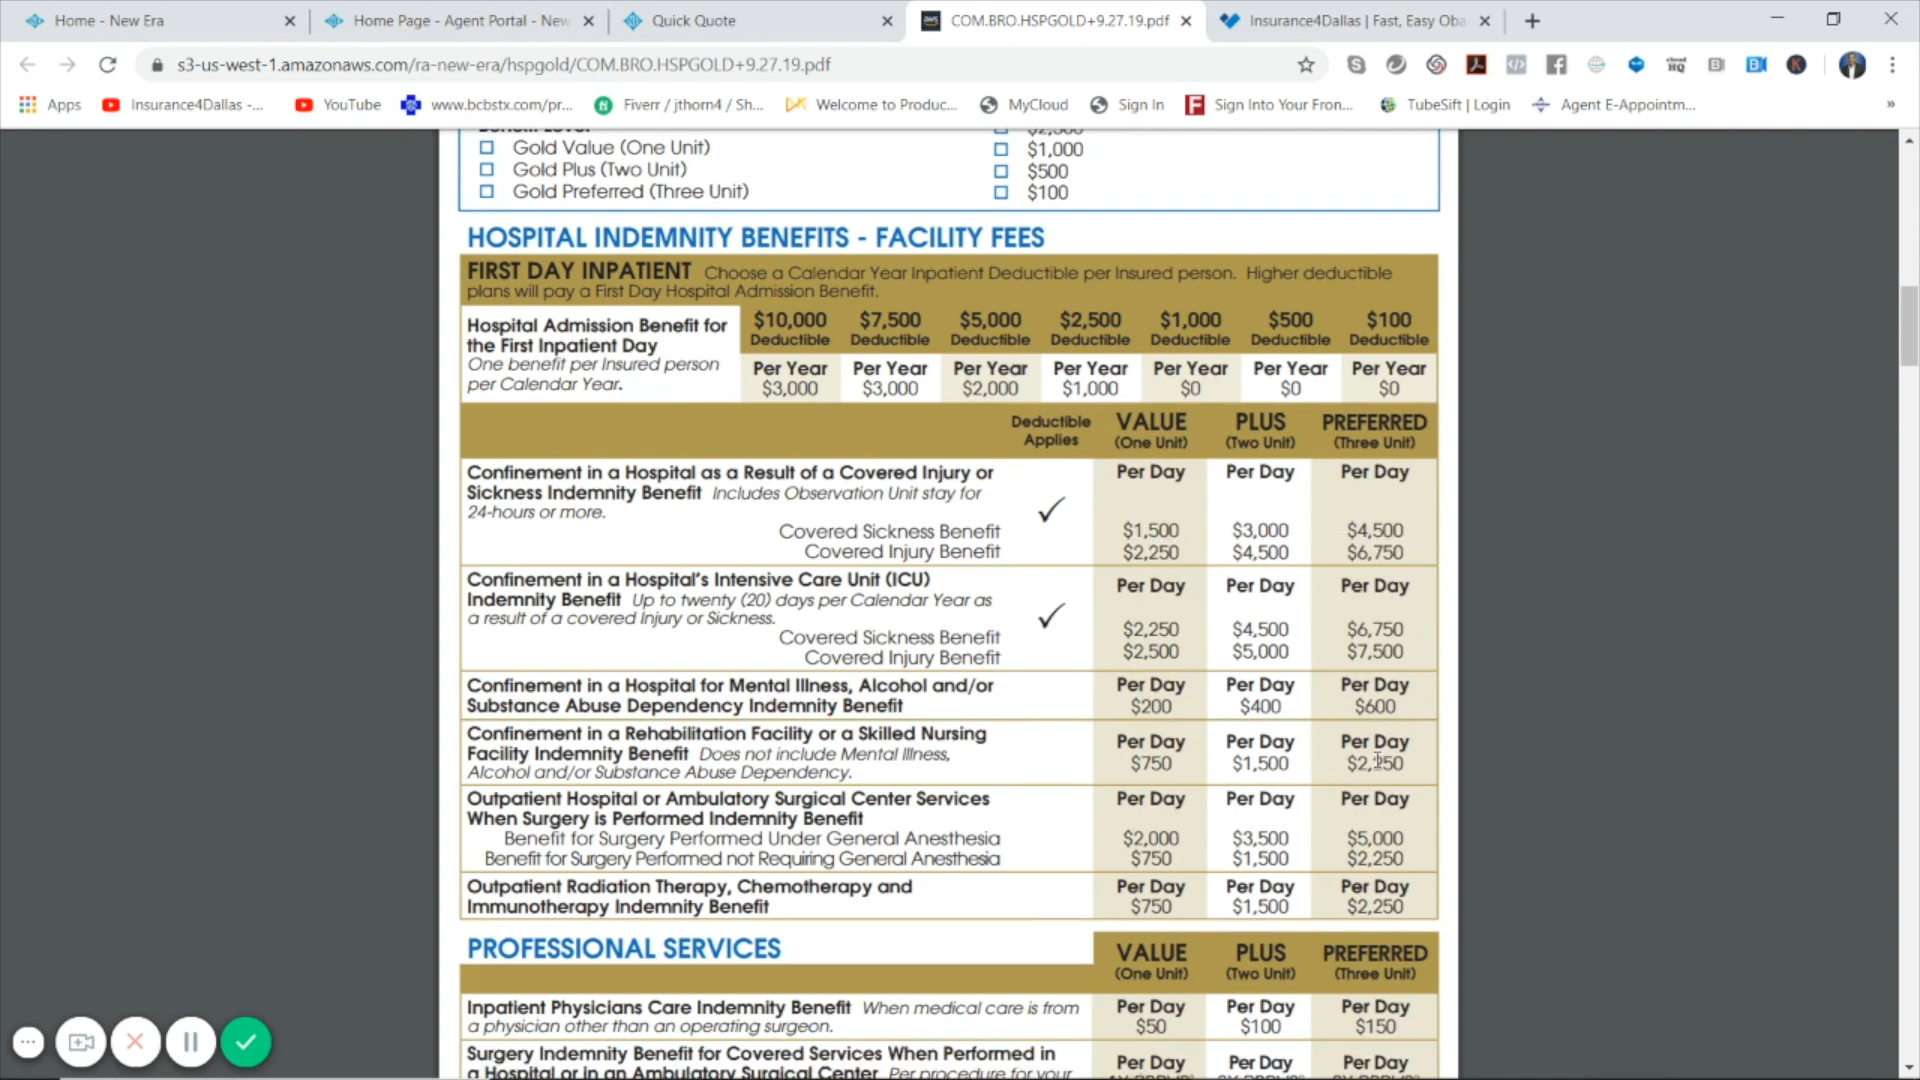 Home - New Era
Home Page - Agent Portal - New
Quick Quote
COM.BRO.HSPGOLD+9.27.19.pdf
Insurance4Dallas | Fast, Easy Oba
s3-us-west-1.amazonaws.com/ra-new-era/hspgold/COM.BRO.HSPGOLD+9.27.19.pdf
Apps
Insurance4Dallas -...
YouTube
www.bcbstx.com/pr...
Fiverr / jthorn4 / Sh...
Welcome to Produc...
MyCloud
Sign In
Sign Into Your Fron...
TubeSift | Login
Agent E-Appointm...
»
Benefit Level
$2,500
Gold Value (One Unit)
$1,000
Gold Plus (Two Unit)
$500
Gold Preferred (Three Unit)
$100
HOSPITAL INDEMNITY BENEFITS - FACILITY FEES
FIRST DAY INPATIENT Choose a Calendar Year Inpatient Deductible per Insured person. Higher deductible
plans will pay a First Day Hospital Admission Benefit.
Hospital Admission Benefit for
the First Inpatient Day
One benefit per Insured person
per Calendar Year.
$10,000 $7,500 $5,000 $2,500 $1,000 $500 $100
Deductible Deductible Deductible Deductible Deductible Deductible Deductible
Per Year Per Year Per Year Per Year Per Year Per Year Per Year
$3,000 $3,000 $2,000 $1,000 $0 $0 $0
Deductible VALUE PLUS PREFERRED
Applies (One Unit) (Two Unit) (Three Unit)
Confinement in a Hospital as a Result of a Covered Injury or Per Day Per Day Per Day
Sickness Indemnity Benefit Includes Observation Unit stay for
24-hours or more.
Covered Sickness Benefit $1,500 $3,000 $4,500
Covered Injury Benefit $2,250 $4,500 $6,750
Confinement in a Hospital's Intensive Care Unit (ICU) Per Day Per Day Per Day
Indemnity Benefit Up to twenty (20) days per Calendar Year as
a result of a covered Injury or Sickness.
Covered Sickness Benefit $2,250 $4,500 $6,750
Covered Injury Benefit $2,500 $5,000 $7,500
Confinement in a Hospital for Mental Illness, Alcohol and/or Per Day Per Day Per Day
Substance Abuse Dependency Indemnity Benefit $200 $400 $600
Confinement in a Rehabilitation Facility or a Skilled Nursing Per Day Per Day Per Day
Facility Indemnity Benefit Does not include Mental Illness, $750 $1,500
Alcohol and/or Substance Abuse Dependency.
Outpatient Hospital or Ambulatory Surgical Center Services Per Day Per Day Per Day
When Surgery is Performed Indemnity Benefit
Benefit for Surgery Performed Under General Anesthesia $2,000 $3,500 $5,000
Benefit for Surgery Performed not Requiring General Anesthesia $750 $1,500 $2,250
Outpatient Radiation Therapy, Chemotherapy and Per Day Per Day Per Day
Immunotherapy Indemnity Benefit $750 $1,500 $2,250
PROFESSIONAL SERVICES VALUE PLUS PREFERRED
(One Unit) (Two Unit) (Three Unit)
Inpatient Physicians Care Indemnity Benefit When medical care is from Per Day Per Day Per Day
a physician other than an operating surgeon. $50 $100 $150
Surgery Indemnity Benefit for Covered Services When Performed in Per Day Per Day Per Day
a Hospital or in an Ambulatory Surgical Center Per procedure for your